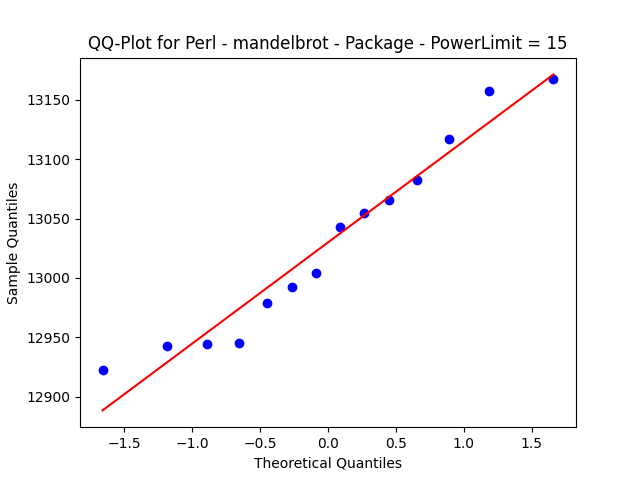 QQ-Plot for Perl - mandelbrot - Package - PowerLimit = 15
Sample Quantiles
13150
13100
13050
13000
12950
12900
−1.5 −1.0 −0.5 0.0 0.5 1.0 1.5
Theoretical Quantiles